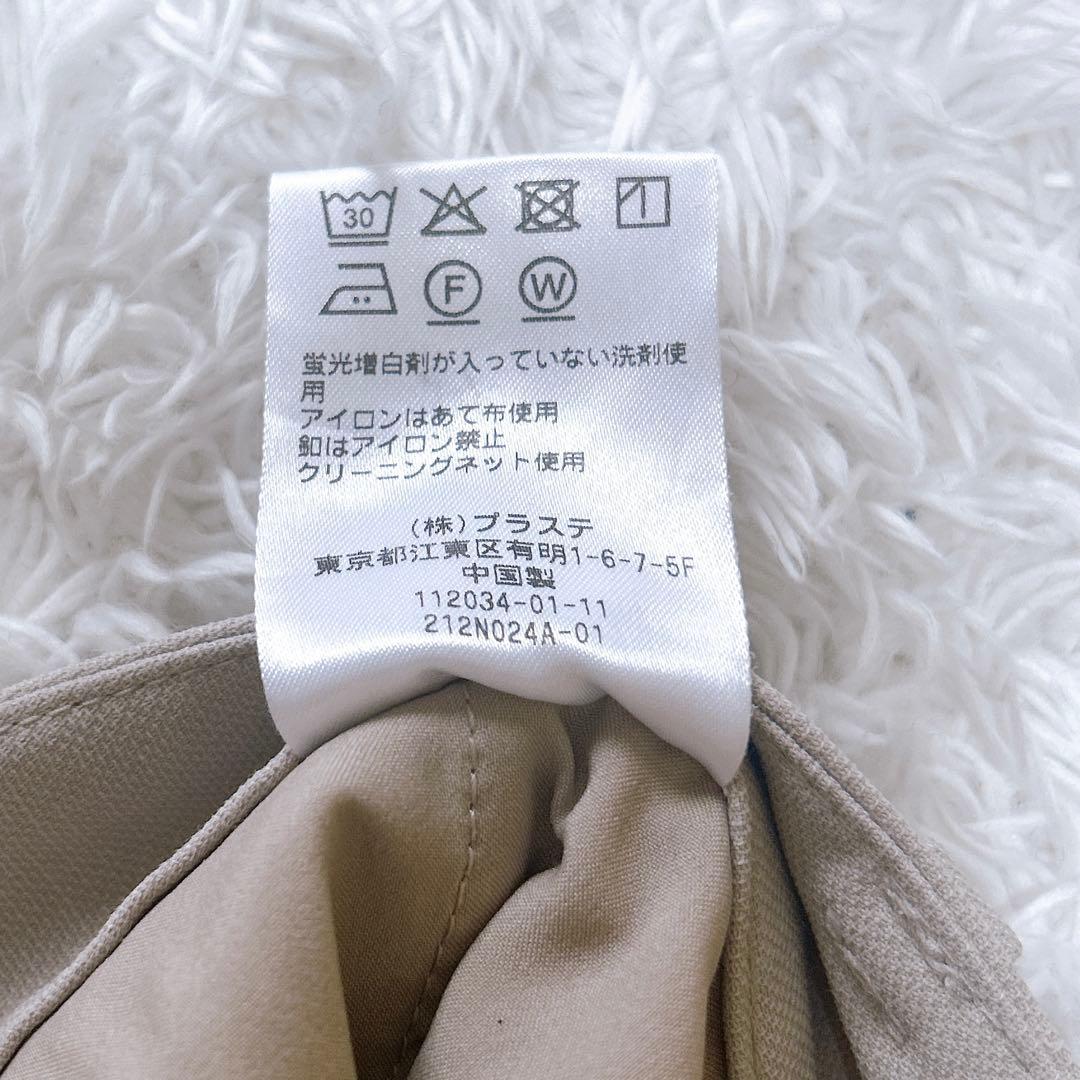 30
F W
蛍光増白剤が入っていない洗剤使
用
アイロンはあて布使用
釦はアイロン禁止
クリーニングネット使用
(株)プラステ
東京都江東区有明1-6-7-5F
中国製
112034-01-11
212N024A-01